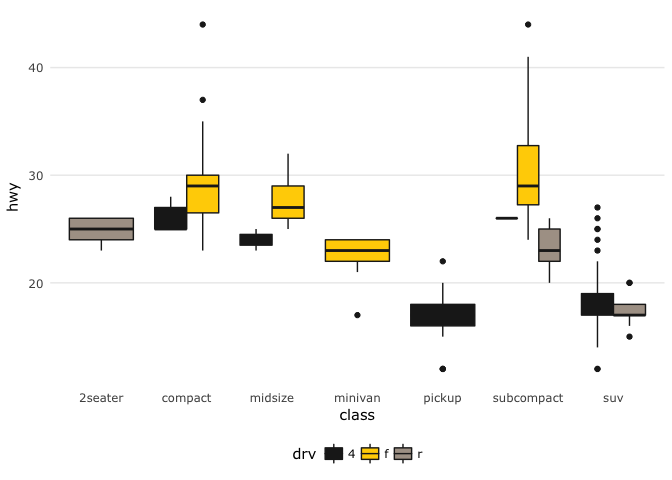 40
30
20
hwy
2seater compact midsize minivan pickup subcompact suv
class
drv 4 f r